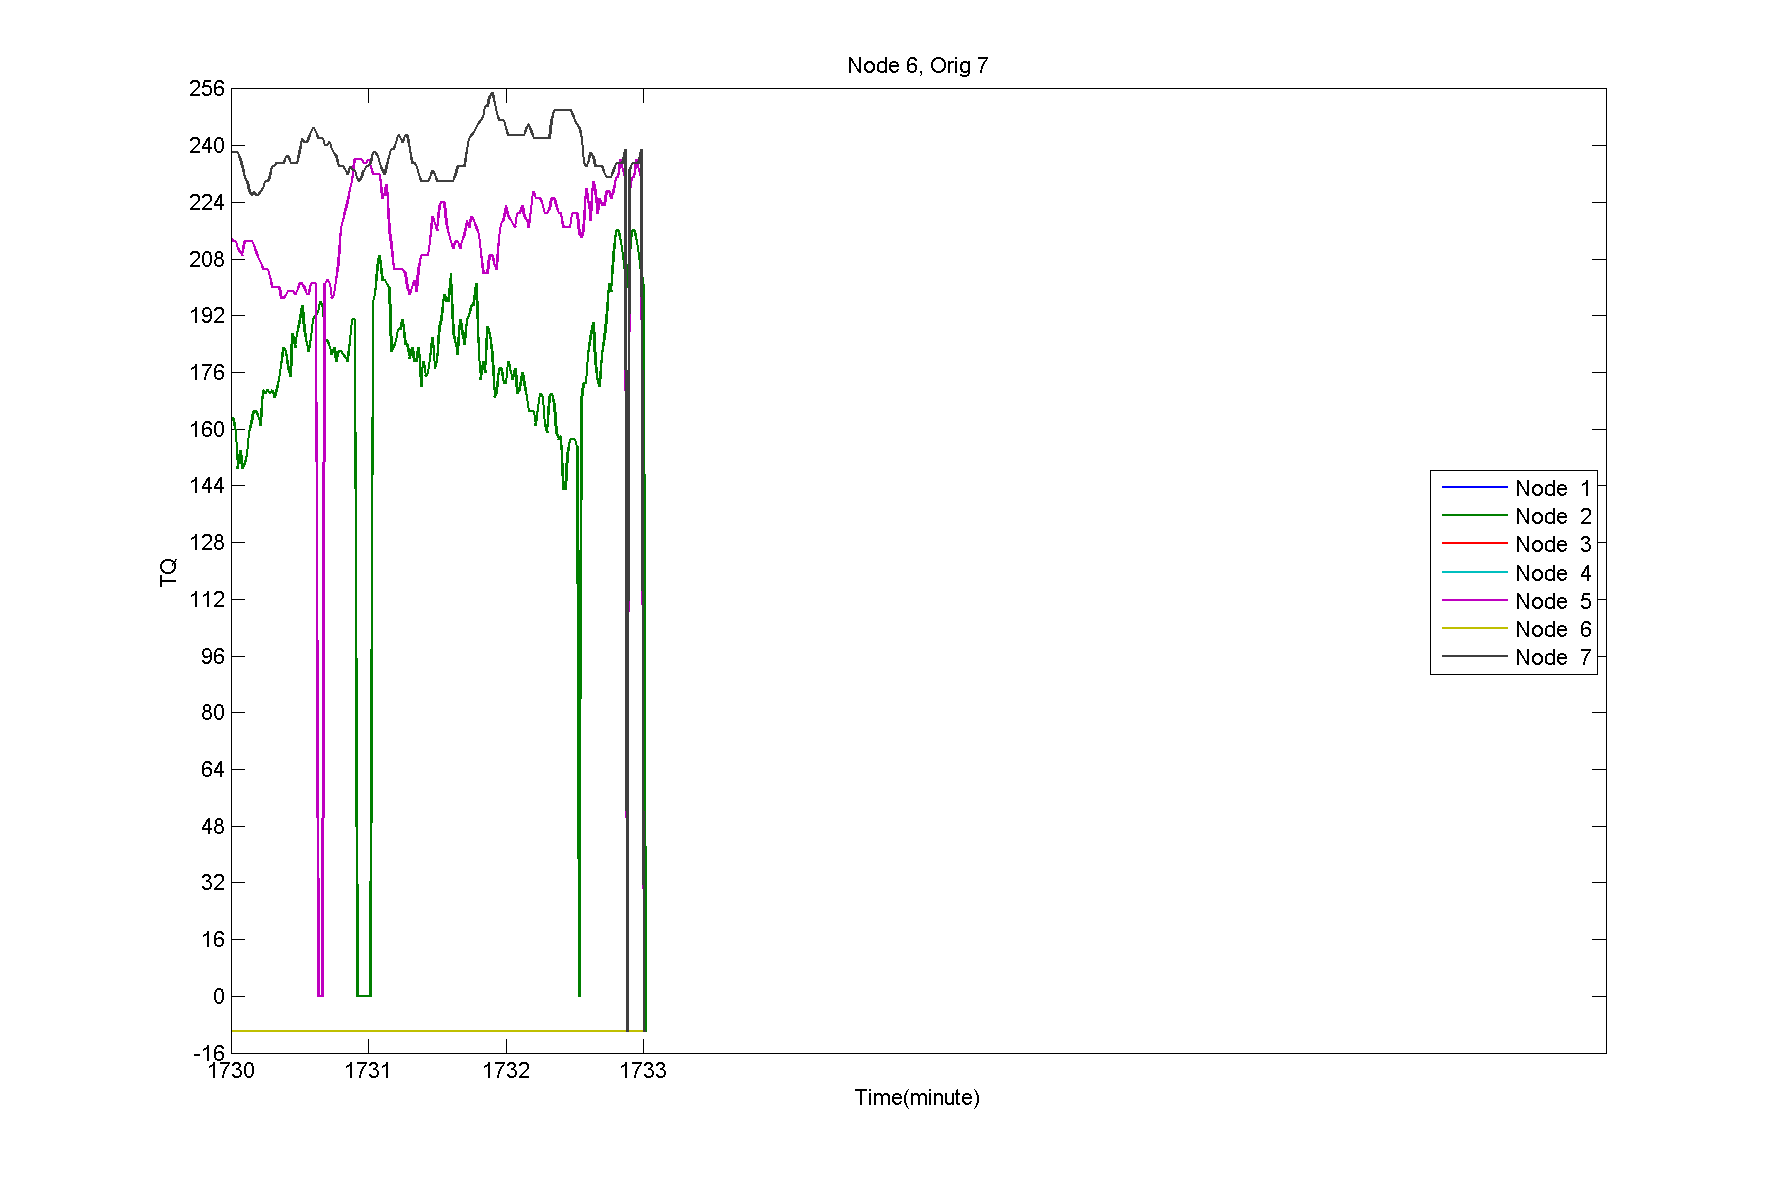 Node 6, Orig 7
256
240
224
208
192
176
160
144
128
112
96
80
64
48
32
16
0
-16
TQ
1730 1731 1732 1733
Time(minute)
Node 1
Node 2
Node 3
Node 4
Node 5
Node 6
Node 7